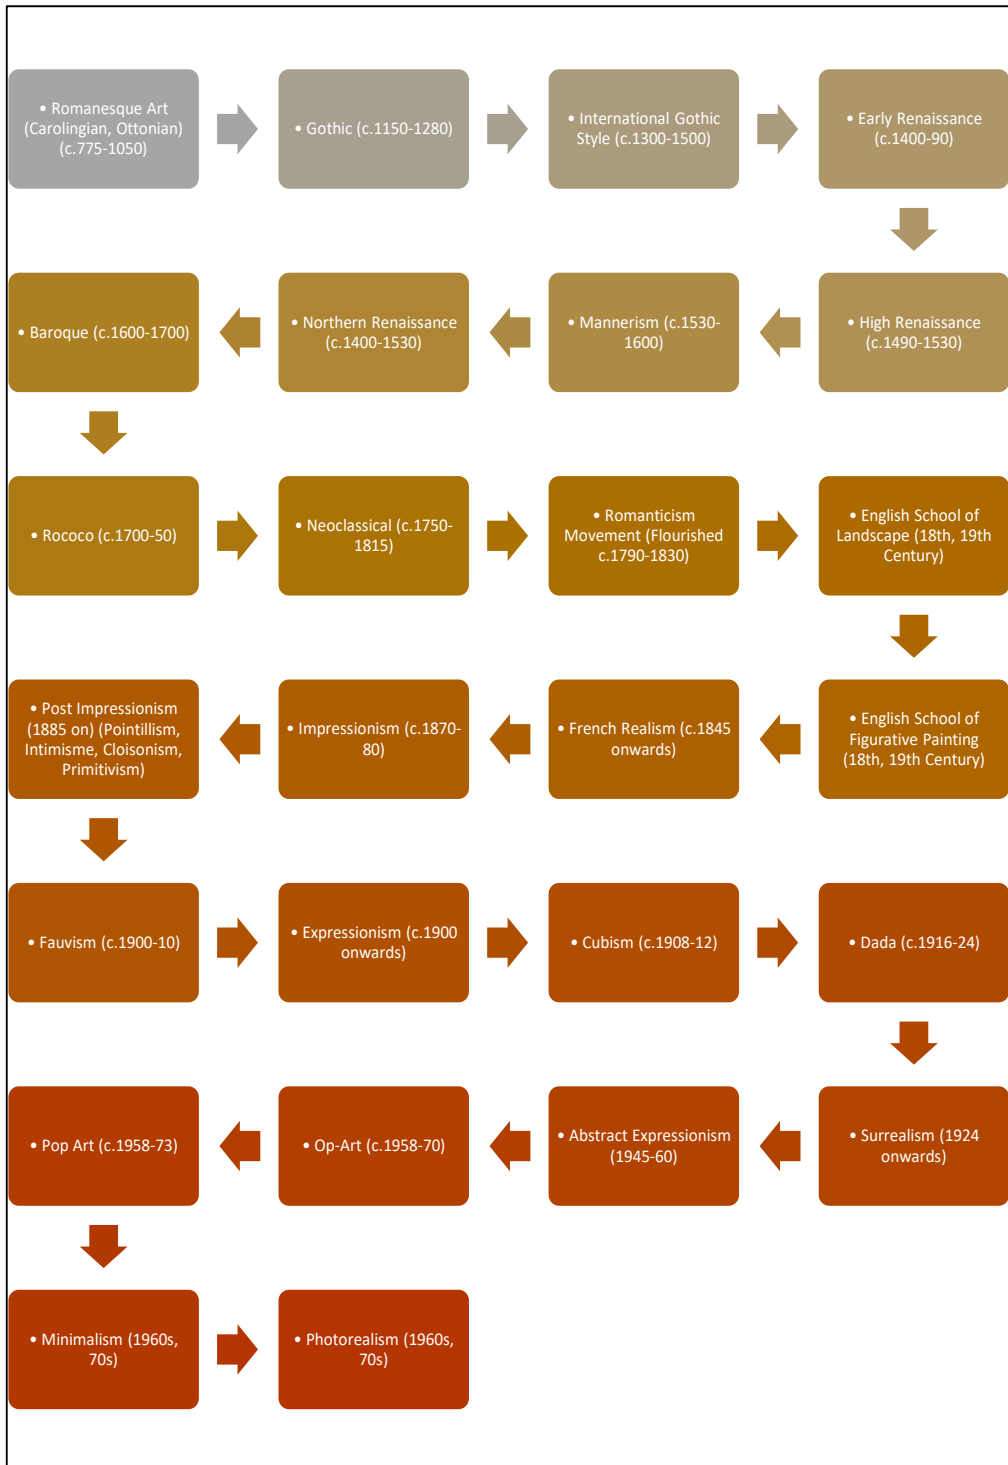 • Romanesque Art
(Carolingian, Ottonian)
(c.775-1050)
• Gothic (c.1150-1280)
• International Gothic
Style (c.1300-1500)
• Early Renaissance
(c.1400-90)
• High Renaissance
(c.1490-1530)
• Mannerism (c.1530-
1600)
• Northern Renaissance
(c.1400-1530)
• Baroque (c.1600-1700)
• Rococo (c.1700-50)
• Neoclassical (c.1750-
1815)
• Romanticism
Movement (Flourished
c.1790-1830)
• English School of
Landscape (18th, 19th
Century)
• English School of
Figurative Painting
(18th, 19th Century)
• French Realism (c.1845
onwards)
• Impressionism (c.1870-
80)
• Post Impressionism
(1885 on) (Pointillism,
Intimisme, Cloisonism,
Primitivism)
• Fauvism (c.1900-10)
• Expressionism (c.1900
onwards)
• Cubism (c.1908-12)
• Dada (c.1916-24)
• Surrealism (1924
onwards)
• Abstract Expressionism
(1945-60)
• Op-Art (c.1958-70)
• Pop Art (c.1958-73)
• Minimalism (1960s,
70s)
• Photorealism (1960s,
70s)